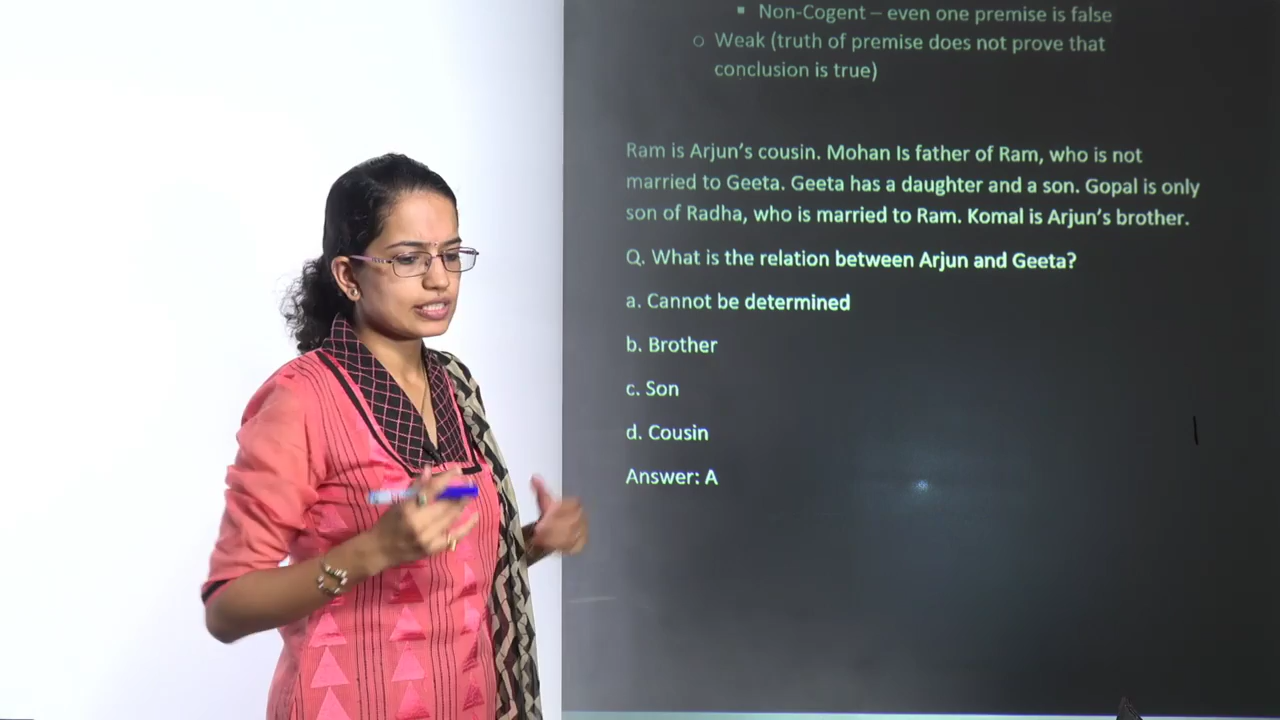 ▪ Non-Cogent – even one premise is false
o Weak (truth of premise does not prove that
conclusion is true)
Ram is Arjun's cousin. Mohan Is father of Ram, who is not
married to Geeta. Geeta has a daughter and a son. Gopal is only
son of Radha, who is married to Ram. Komal is Arjun's brother.
Q. What is the relation between Arjun and Geeta?
a. Cannot be determined
b. Brother
c. Son
d. Cousin
Answer: A